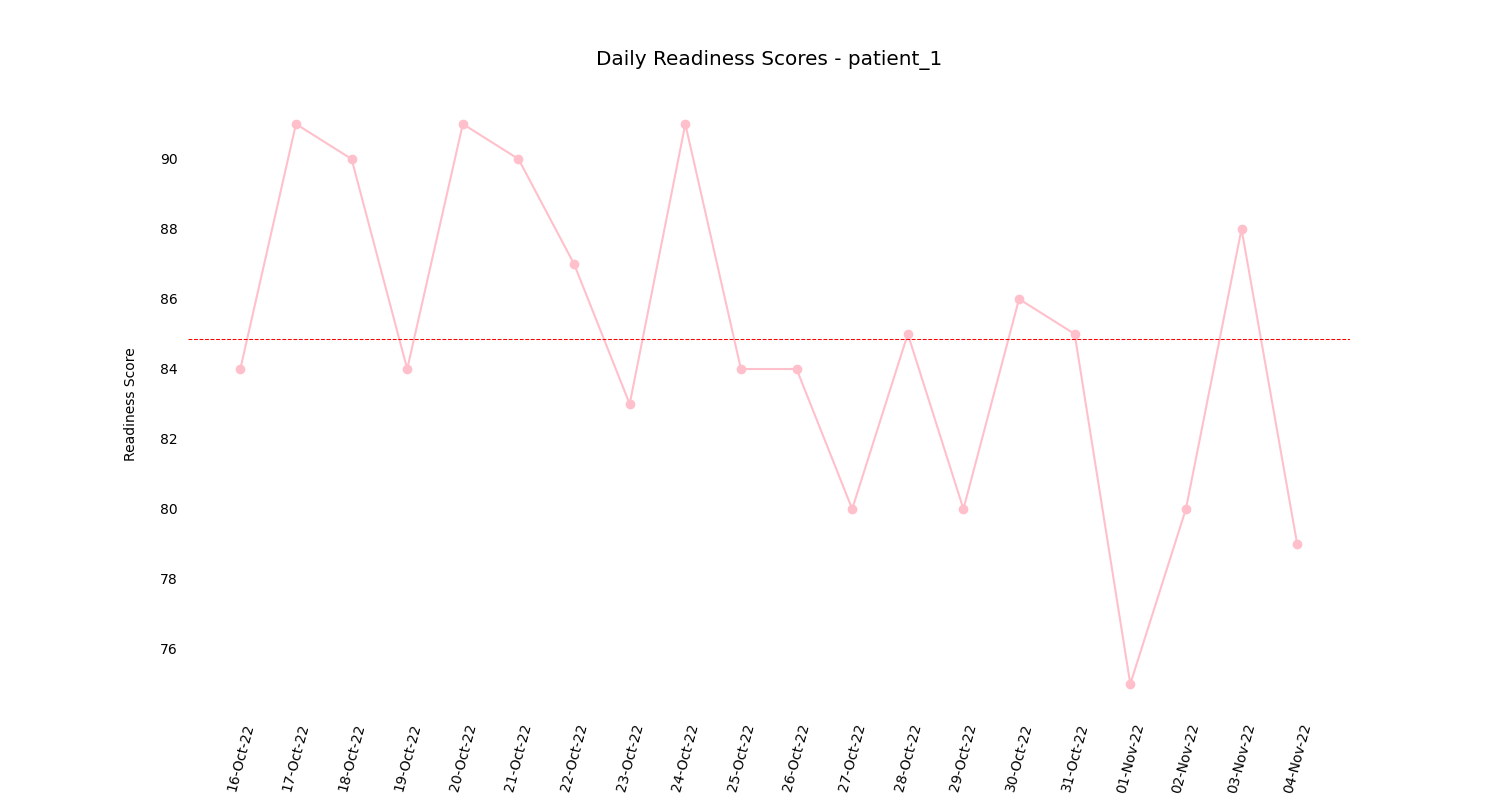 Daily Readiness Scores - patient_1
Readiness Score
90
88
86
84
82
80
78
76
16-Oct-22
17-Oct-22
18-Oct-22
19-Oct-22
20-Oct-22
21-Oct-22
22-Oct-22
23-Oct-22
24-Oct-22
25-Oct-22
26-Oct-22
27-Oct-22
28-Oct-22
29-Oct-22
30-Oct-22
31-Oct-22
01-Nov-22
02-Nov-22
03-Nov-22
04-Nov-22